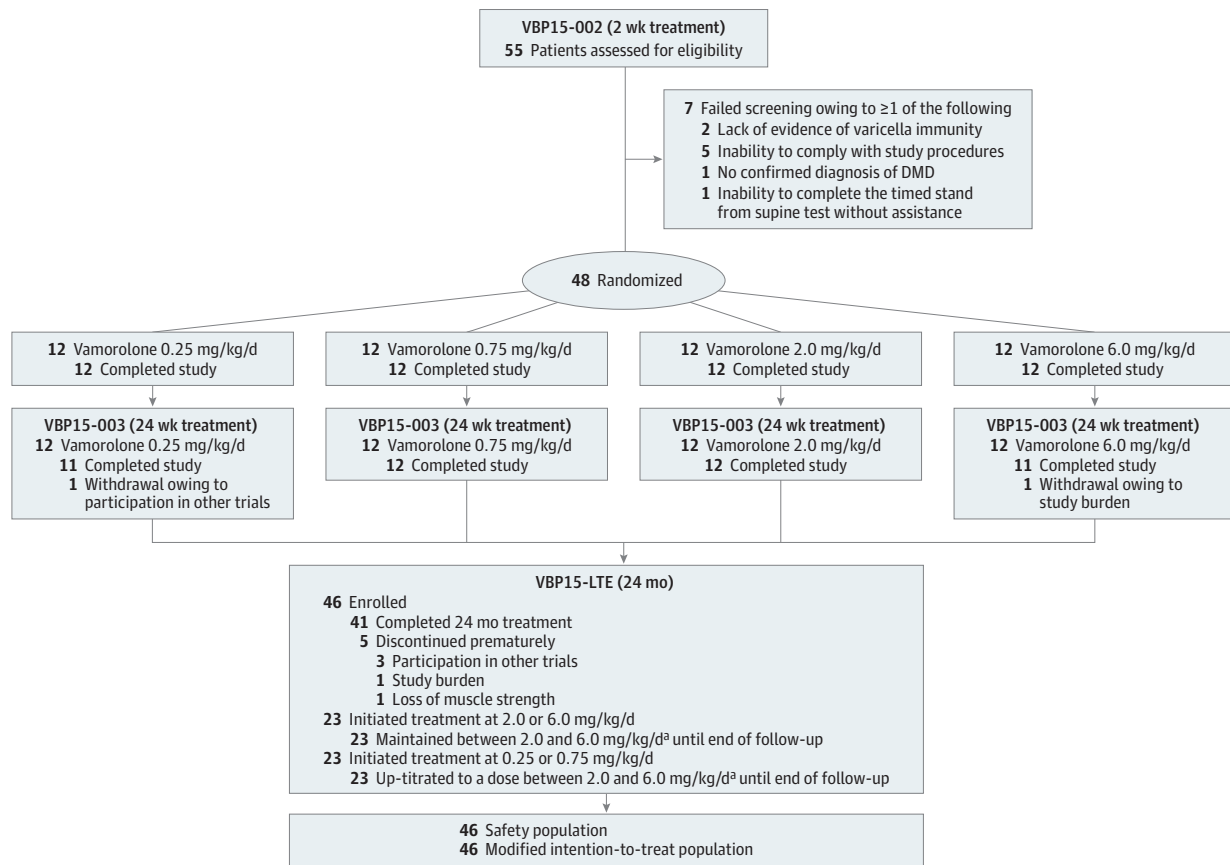 VBP15-002 (2 wk treatment)
55 Patients assessed for eligibility
7 Failed screening owing to ≥1 of the following
2 Lack of evidence of varicella immunity
5 Inability to comply with study procedures
1 No confirmed diagnosis of DMD
1 Inability to complete the timed stand
from supine test without assistance
48 Randomized
12 Vamorolone 0.25 mg/kg/d
12 Completed study
12 Vamorolone 0.75 mg/kg/d
12 Completed study
12 Vamorolone 2.0 mg/kg/d
12 Completed study
12 Vamorolone 6.0 mg/kg/d
12 Completed study
VBP15-003 (24 wk treatment)
12 Vamorolone 0.25 mg/kg/d
11 Completed study
1 Withdrawal owing to
participation in other trials
VBP15-003 (24 wk treatment)
12 Vamorolone 0.75 mg/kg/d
12 Completed study
VBP15-003 (24 wk treatment)
12 Vamorolone 2.0 mg/kg/d
12 Completed study
VBP15-003 (24 wk treatment)
12 Vamorolone 6.0 mg/kg/d
11 Completed study
1 Withdrawal owing to
study burden
VBP15-LTE (24 mo)
46 Enrolled
41 Completed 24 mo treatment
5 Discontinued prematurely
3 Participation in other trials
1 Study burden
1 Loss of muscle strength
23 Initiated treatment at 2.0 or 6.0 mg/kg/d
23 Maintained between 2.0 and 6.0 mg/kg/dᵃ until end of follow-up
23 Initiated treatment at 0.25 or 0.75 mg/kg/d
23 Up-titrated to a dose between 2.0 and 6.0 mg/kg/dᵃ until end of follow-up
46 Safety population
46 Modified intention-to-treat population